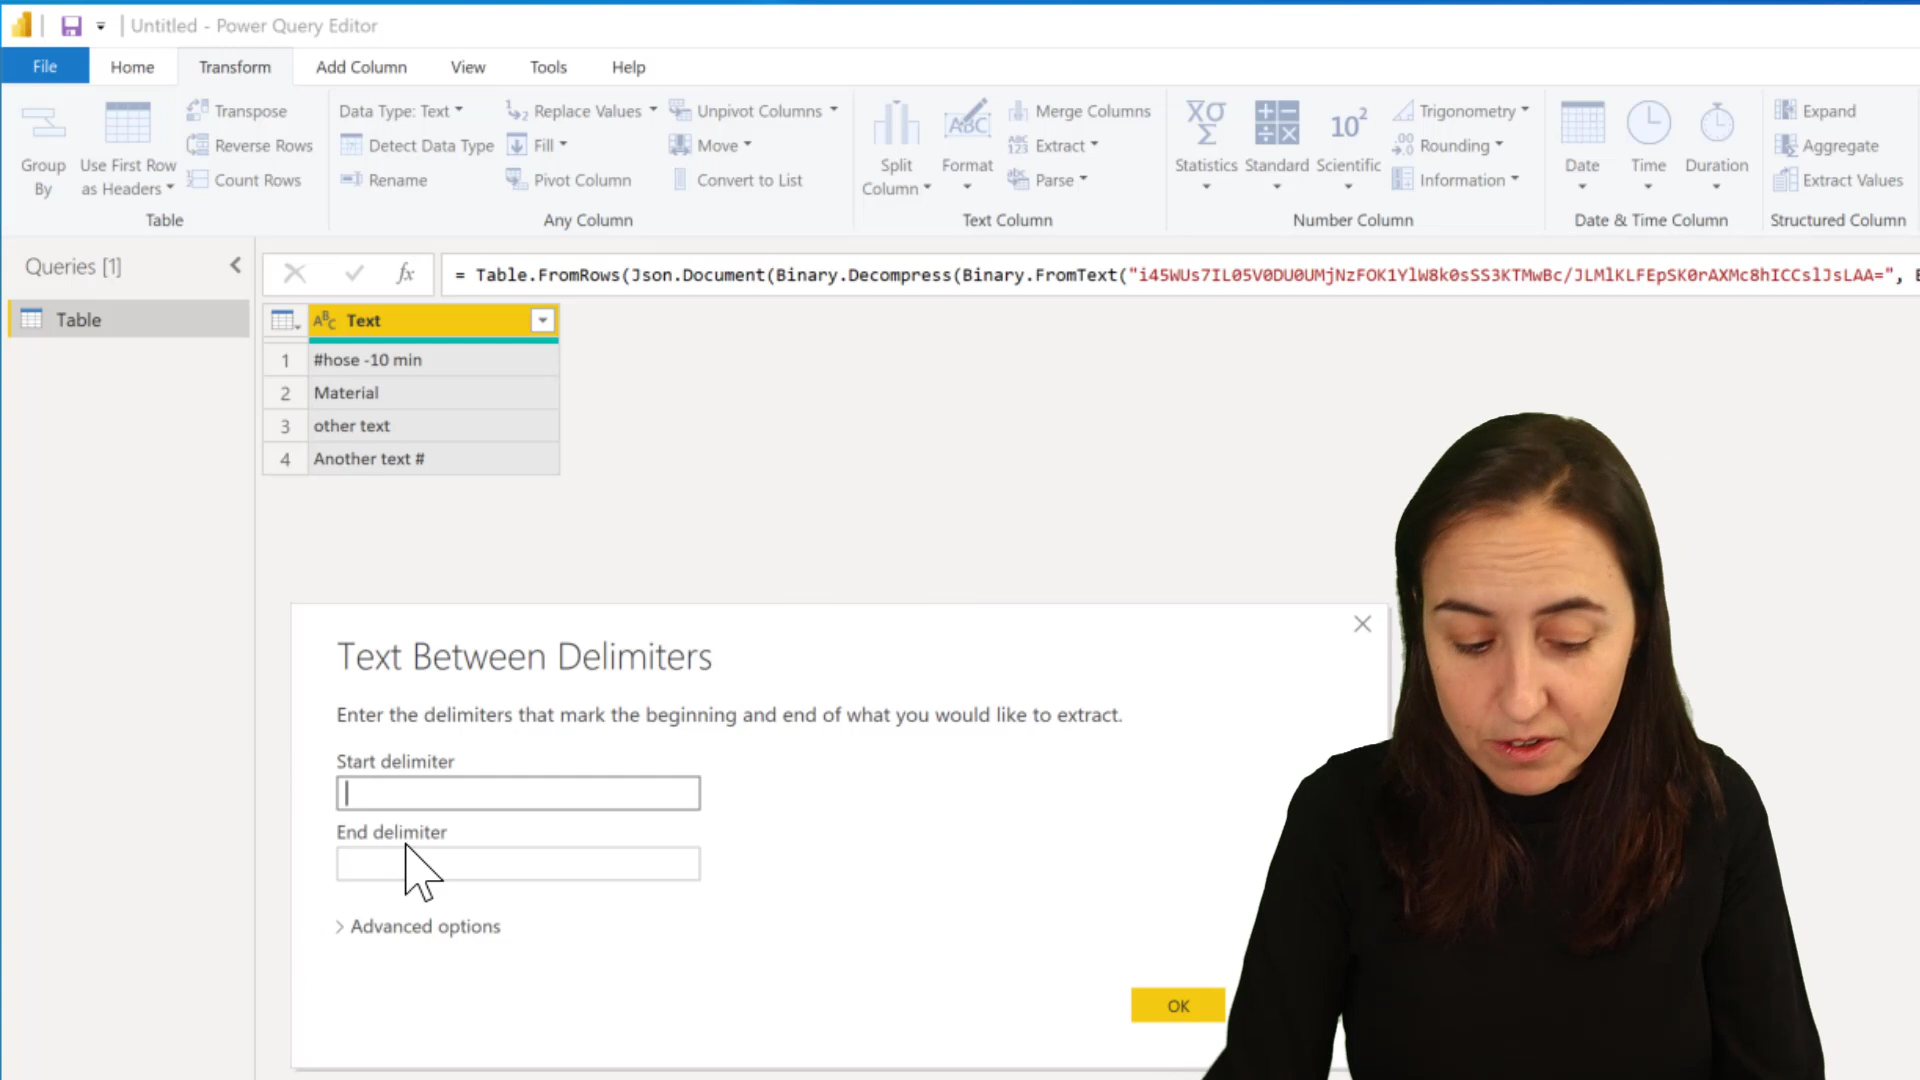 Untitled - Power Query Editor
File Home Transform Add Column View Tools Help
Group By
Use First Row as Headers
Transpose
Reverse Rows
Count Rows
Table
Data Type: Text
Detect Data Type
Rename
Replace Values
Fill
Pivot Column
Unpivot Columns
Move
Convert to List
Any Column
Split Column
Format
Merge Columns
Extract
Parse
Text Column
Statistics
Standard
10²
Scientific
Trigonometry
Rounding
Information
Number Column
Date
Time
Duration
Date & Time Column
Expand
Aggregate
Extract Values
Structured Column
Queries [1]
Table
fx
= Table.FromRows(Json.Document(Binary.Decompress(Binary.FromText("i45WUs7IL05V0DU0UMjNzFOK1YlW8k0sSS3KTMwBc/JLMlKLFEpSK0rAXMc8hICCslJsLAA=",
ABC Text
1 #hose -10 min
2 Material
3 other text
4 Another text #
Text Between Delimiters
Enter the delimiters that mark the beginning and end of what you would like to extract.
Start delimiter
End delimiter
Advanced options
OK